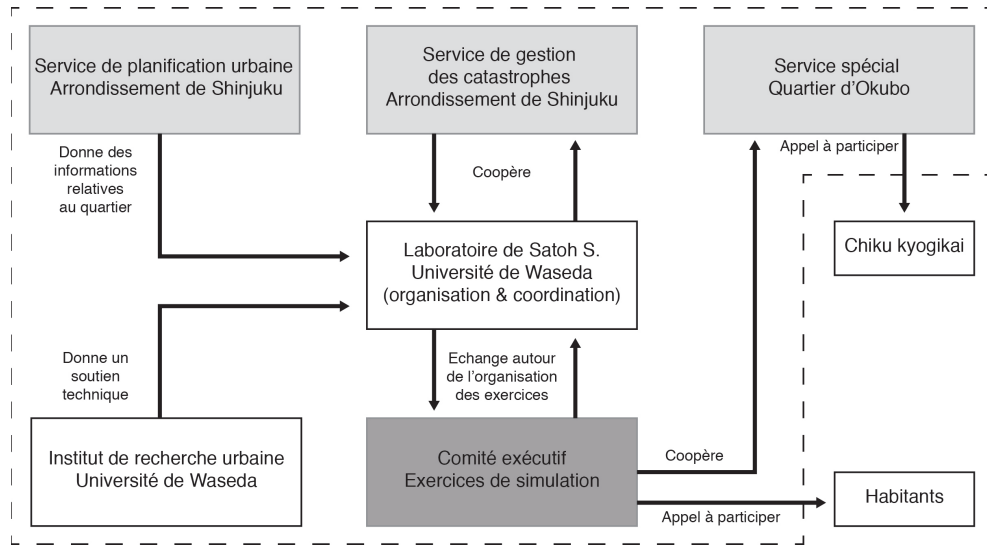 Service de planification urbaine
Arrondissement de Shinjuku
Service de gestion
des catastrophes
Arrondissement de Shinjuku
Service spécial
Quartier d'Okubo
Donne des
informations
relatives
au quartier
Coopère
Appel à participer
Laboratoire de Satoh S.
Université de Waseda
(organisation & coordination)
Chiku kyogikai
Donne un
soutien
technique
Echange autour
de l'organisation
des exercices
Institut de recherche urbaine
Université de Waseda
Comité exécutif
Exercices de simulation
Coopère
Appel à participer
Habitants